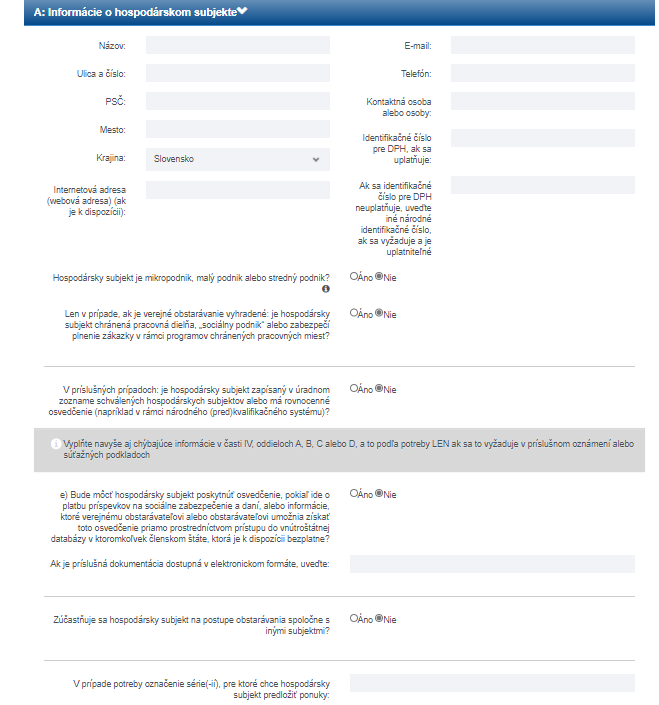 A: Informácie o hospodárskom subjekte
Názov:
Ulica a číslo:
PSČ:
Mesto:
Krajina:
Slovensko
Internetová adresa
(webová adresa) (ak
je k dispozícii):
E-mail:
Telefón:
Kontaktná osoba
alebo osoby:
Identifikačné číslo
pre DPH, ak sa
uplatňuje:
Ak sa identifikačné
číslo pre DPH
neuplatňuje, uveďte
iné národné
identifikačné číslo,
ak sa vyžaduje a je
uplatniteľné
Hospodársky subjekt je mikropodnik, malý podnik alebo stredný podnik?
Áno Nie
Len v prípade, ak je verejné obstarávanie vyhradené: je hospodársky
subjekt chránená pracovná dielňa, „sociálny podnik“ alebo zabezpečí
plnenie zákazky v rámci programov chránených pracovných miest?
Áno Nie
V príslušných prípadoch: je hospodársky subjekt zapísaný v úradnom
zozname schválených hospodárskych subjektov alebo má rovnocenné
osvedčenie (napríklad v rámci národného (pred)kvalifikačného systému)?
Áno Nie
Vyplňte navyše aj chýbajúce informácie v časti IV, oddieloch A, B, C alebo D, a to podľa potreby LEN ak sa to vyžaduje v príslušnom oznámení alebo
súťažných podkladoch
e) Bude môcť hospodársky subjekt poskytnúť osvedčenie, pokiaľ ide o
platbu príspevkov na sociálne zabezpečenie a daní, alebo informácie,
ktoré verejnému obstarávateľovi alebo obstarávateľovi umožnia získať
toto osvedčenie priamo prostredníctvom prístupu do vnútroštátnej
databázy v ktoromkoľvek členskom štáte, ktorá je k dispozícii bezplatne?
Áno Nie
Ak je príslušná dokumentácia dostupná v elektronickom formáte, uveďte:
Zúčastňuje sa hospodársky subjekt na postupe obstarávania spoločne s
inými subjektmi?
Áno Nie
V prípade potreby označenie série(-ií), pre ktoré chce hospodársky
subjekt predložiť ponuky: